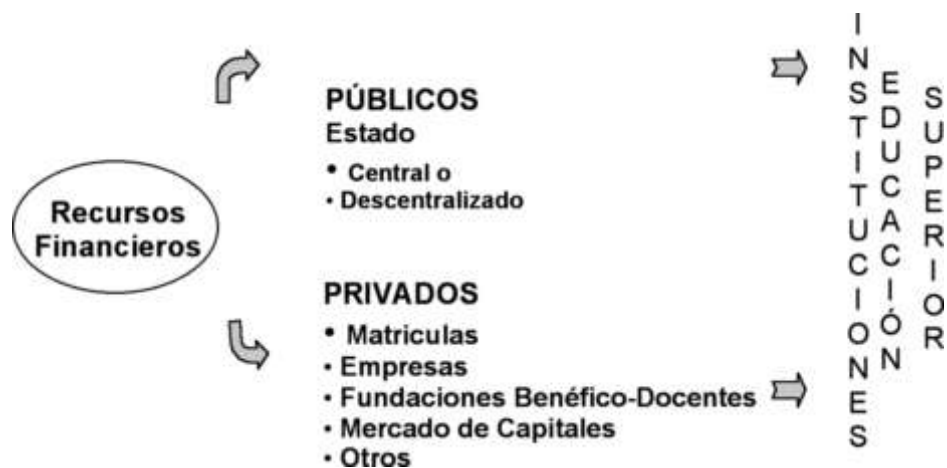 Recursos
Financieros
PÚBLICOS
Estado
• Central o
• Descentralizado
PRIVADOS
• Matriculas
• Empresas
• Fundaciones Benéfico-Docentes
• Mercado de Capitales
• Otros
INSTITUCIONES
EDUCACIÓN
SUPERIOR